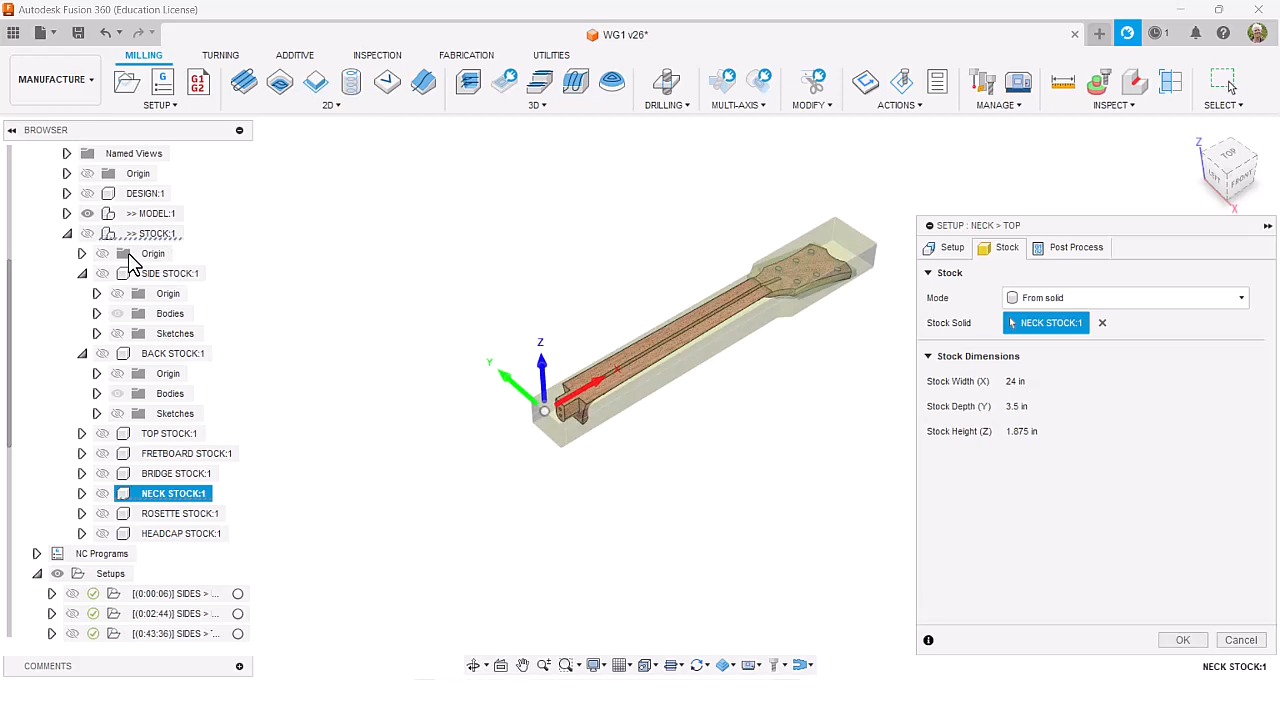 Autodesk Fusion 360 (Education License)
WG1 v26*
1
MANUFACTURE
MILLING TURNING ADDITIVE INSPECTION FABRICATION UTILITIES
G G1 G2
SETUP 2D 3D DRILLING MULTI-AXIS MODIFY ACTIONS MANAGE INSPECT SELECT
BROWSER
Named Views
Origin
DESIGN:1
>> MODEL:1
>> STOCK:1
Origin
SIDE STOCK:1
Origin
Bodies
Sketches
BACK STOCK:1
Origin
Bodies
Sketches
TOP STOCK:1
FRETBOARD STOCK:1
BRIDGE STOCK:1
NECK STOCK:1
ROSETTE STOCK:1
HEADCAP STOCK:1
NC Programs
Setups
[(0:00:06)] SIDES > ...
[(0:02:44)] SIDES > ...
[(0:43:36)] SIDES > ...
COMMENTS
Z
Y
X
Z
TOP
LEFT
FRONT
X
SETUP : NECK > TOP
Setup Stock Post Process
Stock
Mode From solid
Stock Solid NECK STOCK:1
Stock Dimensions
Stock Width (X) 24 in
Stock Depth (Y) 3.5 in
Stock Height (Z) 1.875 in
OK Cancel
NECK STOCK:1